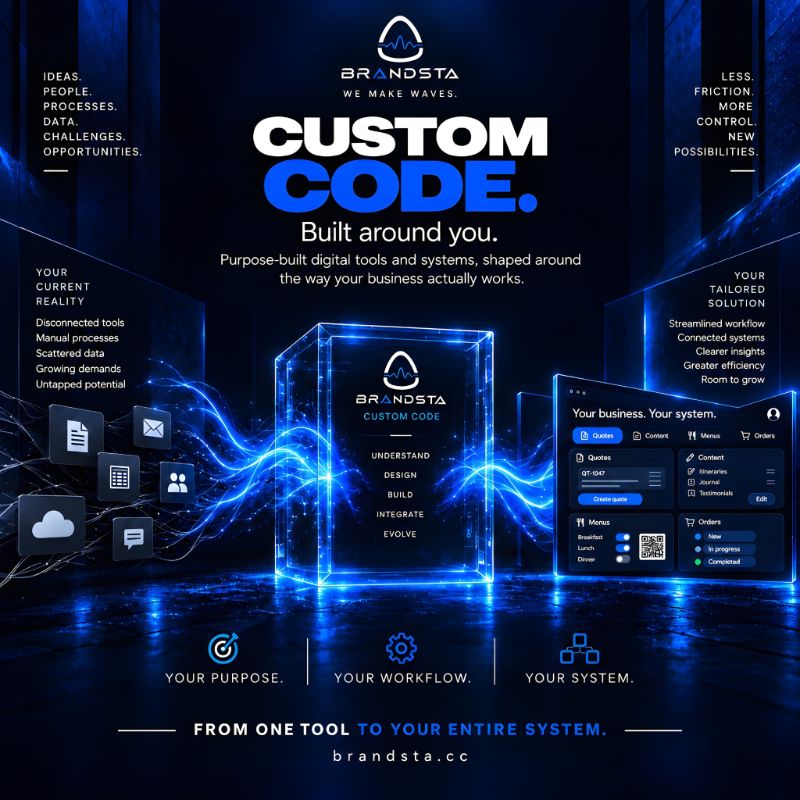 BRANDSTA
WE MAKE WAVES.
IDEAS.
PEOPLE.
PROCESSES.
DATA.
CHALLENGES.
OPPORTUNITIES.
LESS.
FRICTION.
MORE
CONTROL.
NEW
POSSIBILITIES.
CUSTOM
CODE.
Built around you.
Purpose-built digital tools and systems, shaped around
the way your business actually works.
YOUR
CURRENT
REALITY
Disconnected tools
Manual processes
Scattered data
Growing demands
Untapped potential
BRANDSTA
CUSTOM CODE
UNDERSTAND
DESIGN
BUILD
INTEGRATE
EVOLVE
YOUR
TAILORED
SOLUTION
Streamlined workflow
Connected systems
Clearer insights
Greater efficiency
Room to grow
Your business. Your system.
Quotes
Content
Menus
Orders
Quotes
QT-1047
Create quote
Content
Itineraries
Journal
Testimonials
Edit
Menus
Breakfast
Lunch
Dinner
Orders
New
In progress
Completed
YOUR PURPOSE.
YOUR WORKFLOW.
YOUR SYSTEM.
FROM ONE TOOL TO YOUR ENTIRE SYSTEM.
brandsta.cc